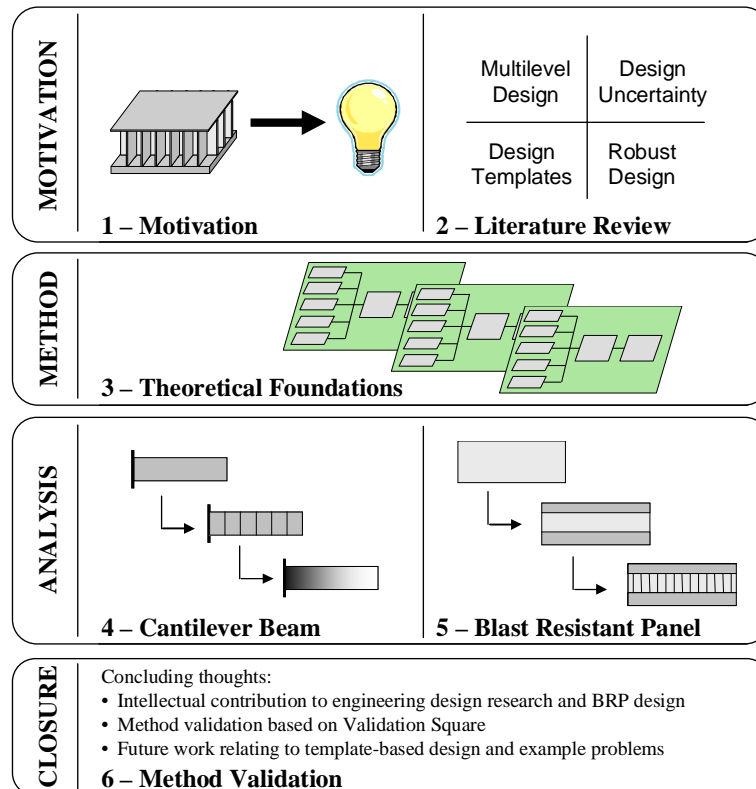 MOTIVATION
Multilevel
Design
Design
Uncertainty
Design
Templates
Robust
Design
1 – Motivation
2 – Literature Review
METHOD
3 – Theoretical Foundations
ANALYSIS
4 – Cantilever Beam
5 – Blast Resistant Panel
CLOSURE
Concluding thoughts:
• Intellectual contribution to engineering design research and BRP design
• Method validation based on Validation Square
• Future work relating to template-based design and example problems
6 – Method Validation